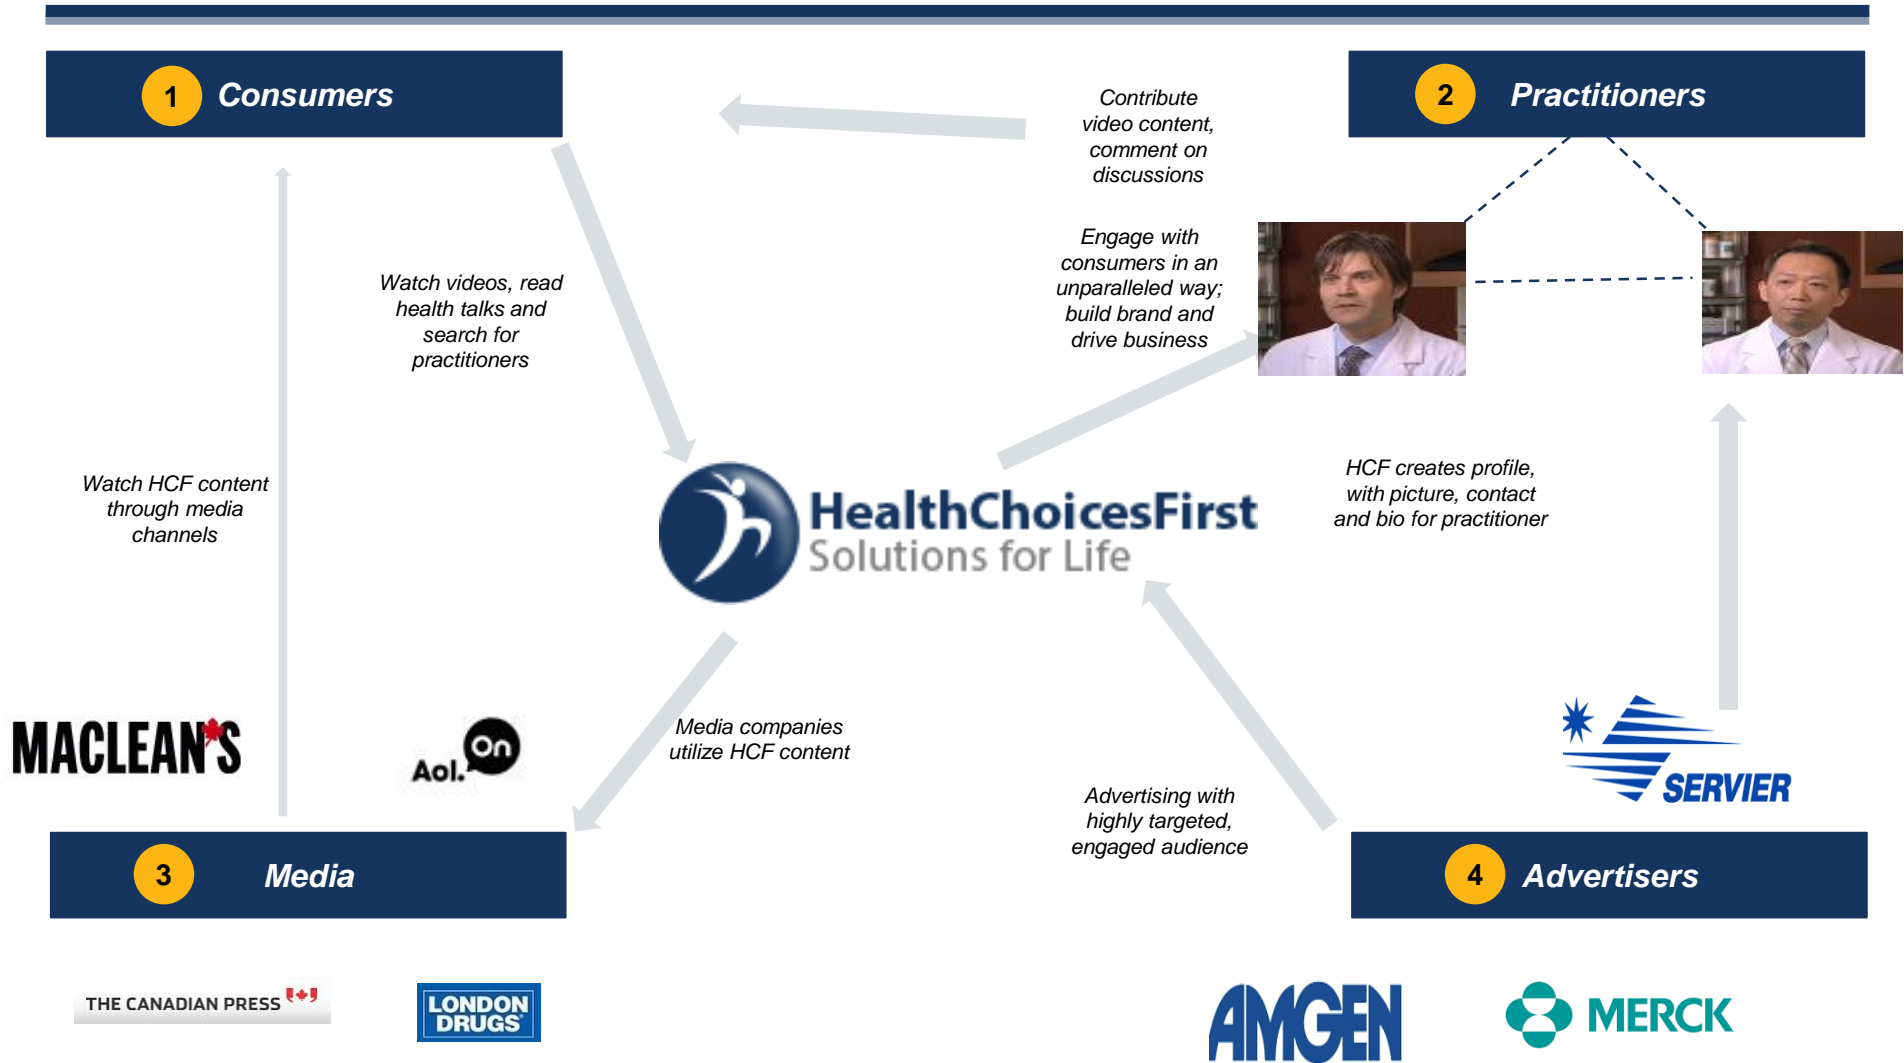 1 Consumers
2 Practitioners
Contribute
video content,
comment on
discussions
Engage with
consumers in an
unparalleled way;
build brand and
drive business
Watch videos, read
health talks and
search for
practitioners
Watch HCF content
through media
channels
HealthChoicesFirst
Solutions for Life
HCF creates profile,
with picture, contact
and bio for practitioner
MACLEAN'S
Aol. On
Media companies
utilize HCF content
SERVIER
Advertising with
highly targeted,
engaged audience
3 Media
4 Advertisers
THE CANADIAN PRESS
LONDON
DRUGS
AMGEN
MERCK